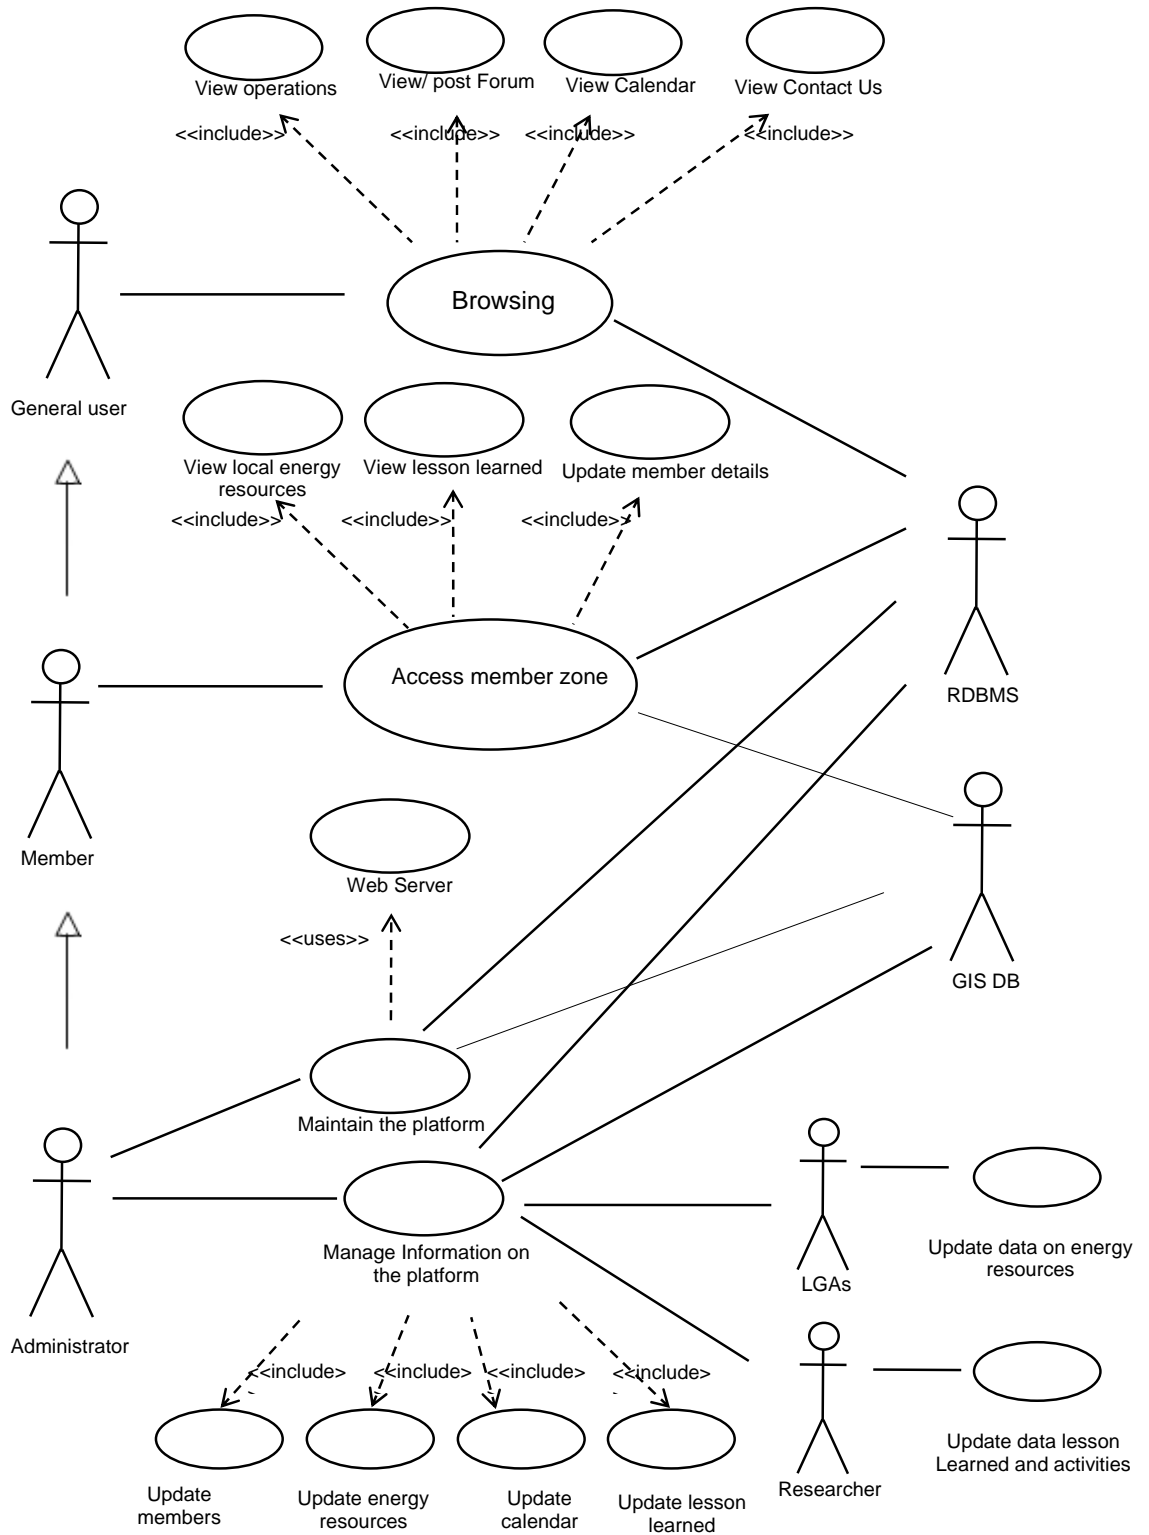 View operations
View/ post Forum
View Calendar
View Contact Us
<<include>>
<<include>>
<<include>>
<<include>>
Browsing
General user
View local energy
resources
View lesson learned
Update member details
<<include>>
<<include>>
<<include>>
Access member zone
RDBMS
Member
Web Server
<<uses>>
GIS DB
Maintain the platform
Manage Information on
the platform
LGAs
Update data on energy
resources
Administrator
<<include>
<<include>
<<include>
<<include>
Update data lesson
Learned and activities
Researcher
Update
members
Update energy
resources
Update
calendar
Update lesson
learned